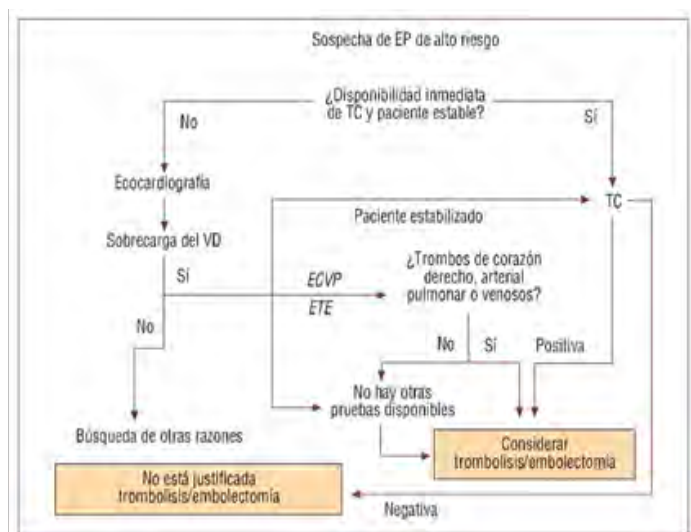 Sospecha de EP de alto riesgo
¿Disponibilidad inmediata
de TC y paciente estable?
No
Sí
Ecocardiografía
TC
Paciente estabilizado
Sobrecarga del VD
¿Trombos de corazón
derecho, arterial
pulmonar o venosos?
Sí
ECVP
ETE
No
No
Sí
Positiva
No hay otras
pruebas disponibles
Búsqueda de otras razones
Considerar
trombolisis/embolectomía
No está justificada
trombolisis/embolectomía
Negativa